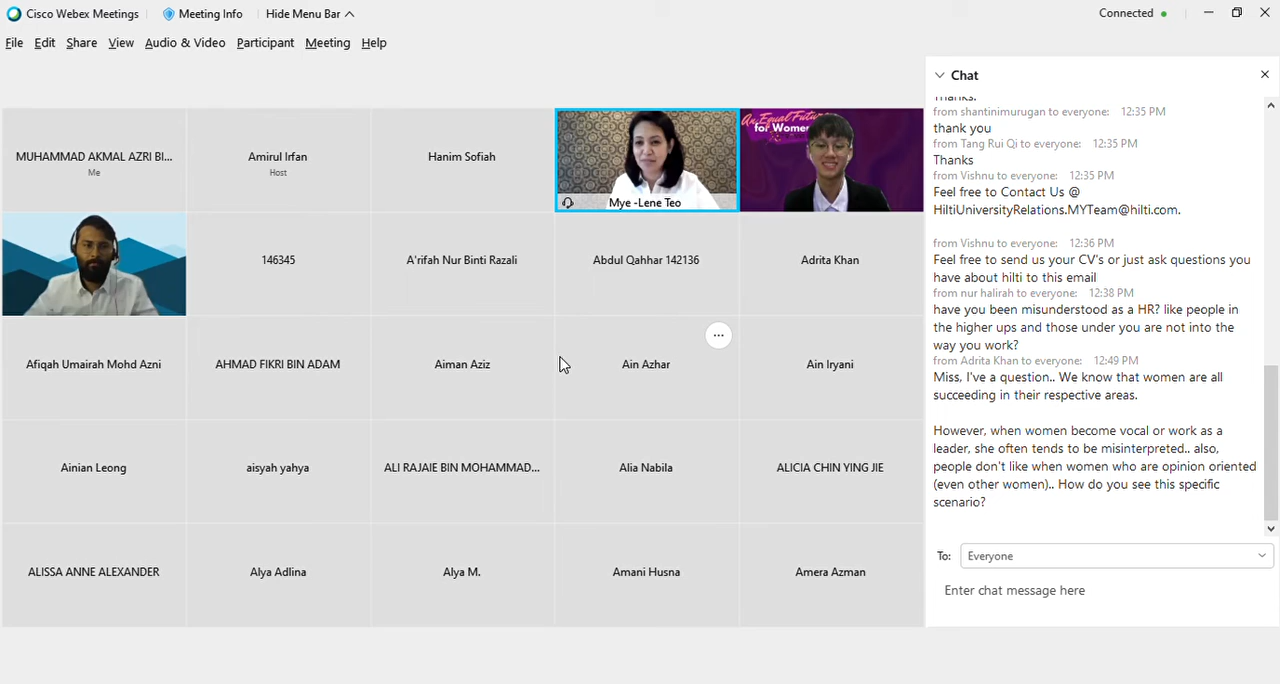 Cisco Webex Meetings
Meeting Info
Hide Menu Bar
Connected
File Edit Share View Audio & Video Participant Meeting Help
Chat
MUHAMMAD AKMAL AZRI BI...
Me
Amirul Irfan
Host
Hanim Sofiah
Mye -Lene Teo
An Equal Future
for Women
146345
A'rifah Nur Binti Razali
Abdul Qahhar 142136
Adrita Khan
Afiqah Umairah Mohd Azni
AHMAD FIKRI BIN ADAM
Aiman Aziz
Ain Azhar
Ain Iryani
Ainian Leong
aisyah yahya
ALI RAJAIE BIN MOHAMMAD...
Alia Nabila
ALICIA CHIN YING JIE
ALISSA ANNE ALEXANDER
Alya Adlina
Alya M.
Amani Husna
Amera Azman
Thanks.
from shantinimurugan to everyone: 12:35 PM
thank you
from Tang Rui Qi to everyone: 12:35 PM
Thanks
from Vishnu to everyone: 12:35 PM
Feel free to Contact Us @
HiltiUniversityRelations.MYTeam@hilti.com.
from Vishnu to everyone: 12:36 PM
Feel free to send us your CV's or just ask questions you
have about hilti to this email
from nur halirah to everyone: 12:38 PM
have you been misunderstood as a HR? like people in
the higher ups and those under you are not into the
way you work?
from Adrita Khan to everyone: 12:49 PM
Miss, I've a question.. We know that women are all
succeeding in their respective areas.
However, when women become vocal or work as a
leader, she often tends to be misinterpreted.. also,
people don't like when women who are opinion oriented
(even other women).. How do you see this specific
scenario?
To: Everyone
Enter chat message here